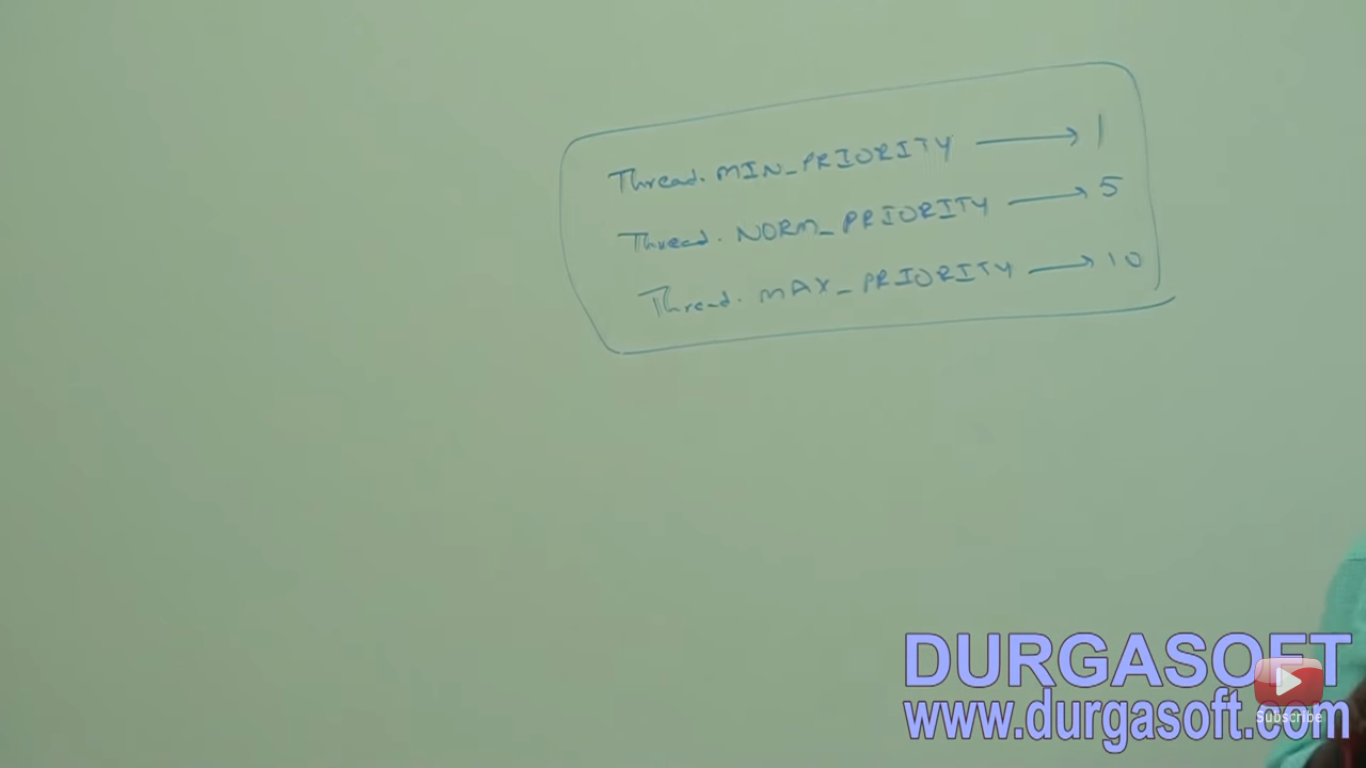 Thread. MIN_PRIORITY → 1
Thread. NORM_PRIORITY → 5
Thread. MAX_PRIORITY → 10
DURGASOFT
www.durgasoft.com
Subscribe